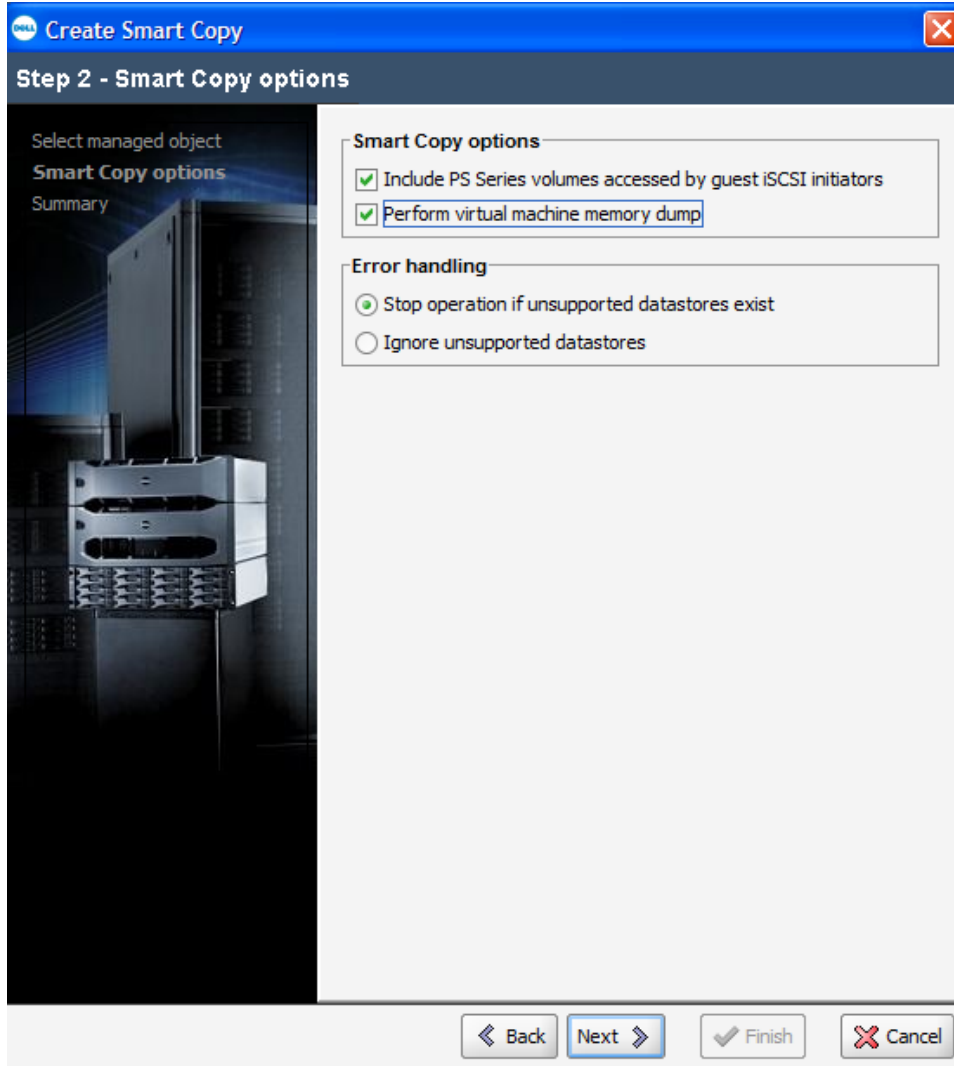 DELL
Create Smart Copy
Step 2 - Smart Copy options
Select managed object
Smart Copy options
Summary
Smart Copy options
Include PS Series volumes accessed by guest iSCSI initiators
Perform virtual machine memory dump
Error handling
Stop operation if unsupported datastores exist
Ignore unsupported datastores
Back
Next
Finish
Cancel